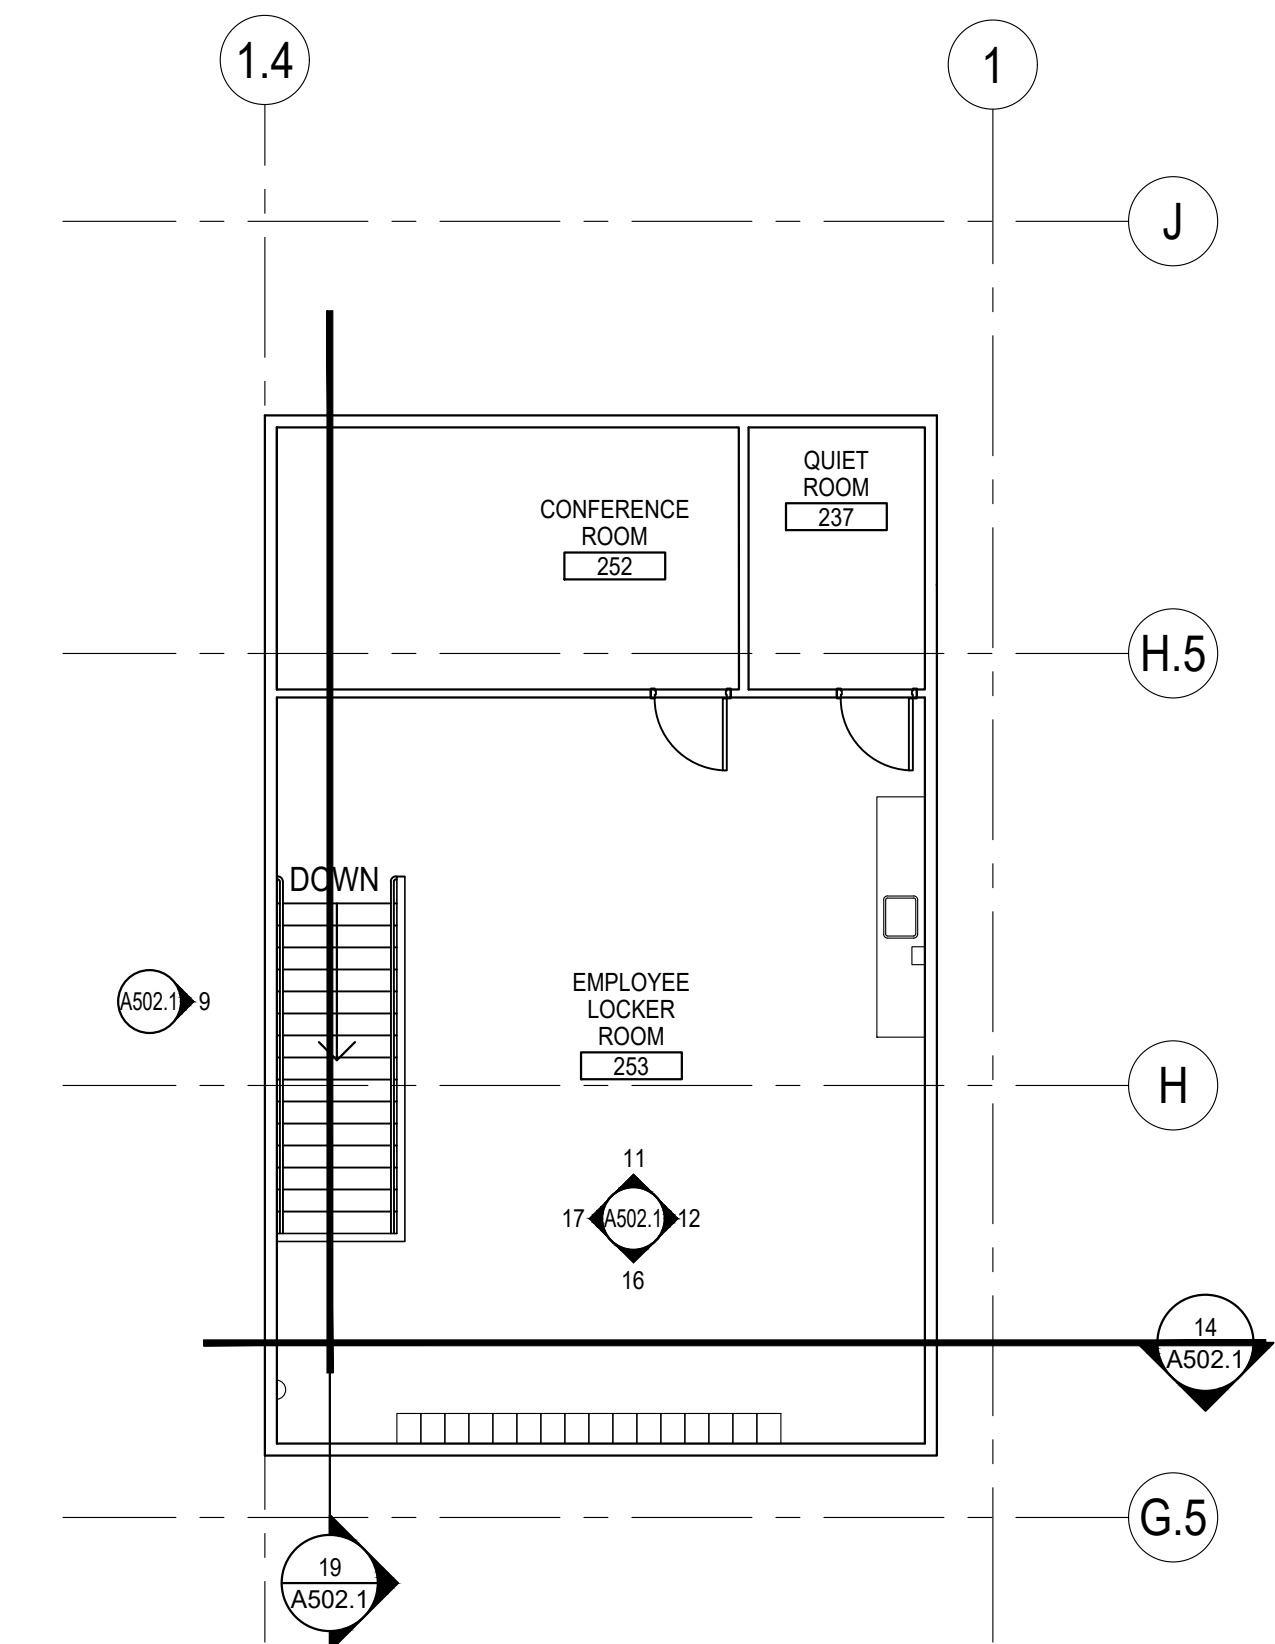 1.4
1
J
QUIET
ROOM
237
CONFERENCE
ROOM
252
H.5
DOWN
A502.1
9
EMPLOYEE
LOCKER
ROOM
253
H
11
17
A502.1
12
16
14
A502.1
G.5
19
A502.1